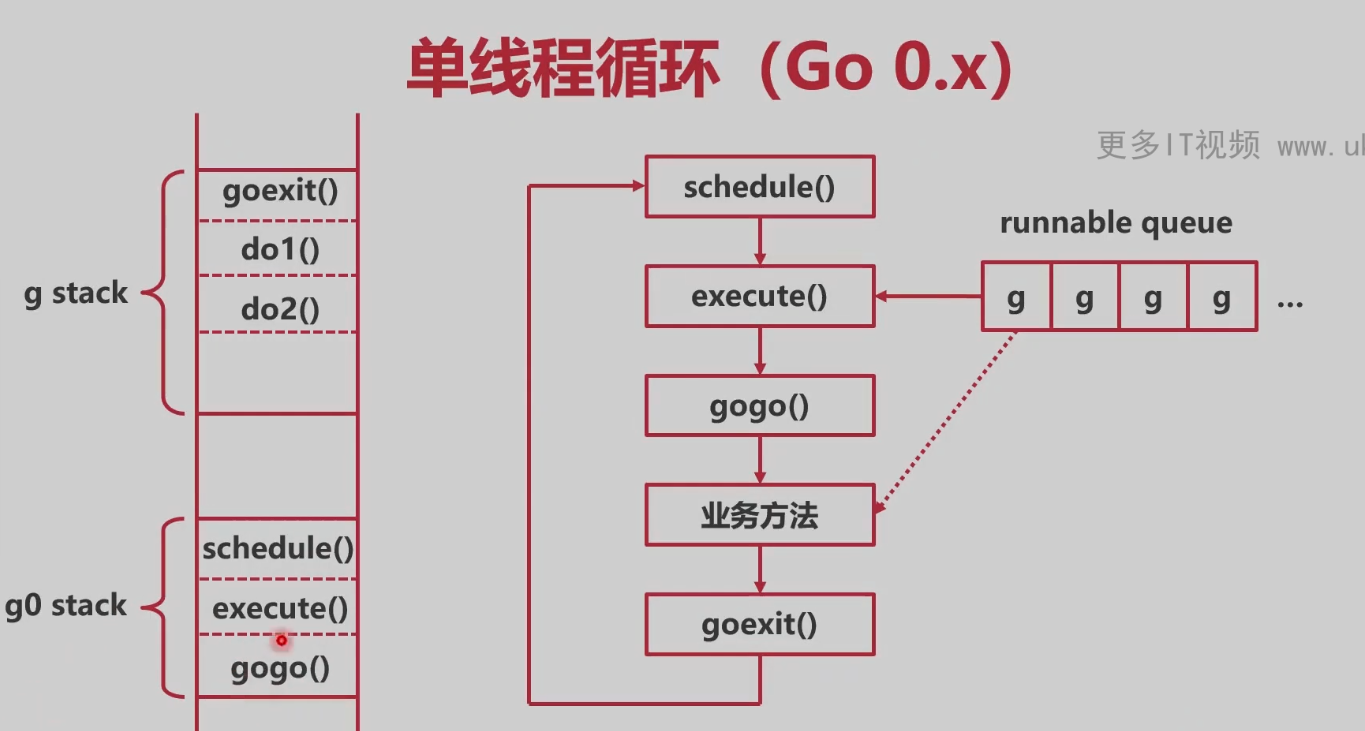 单线程循环（Go 0.x）
更多IT视频 www.
goexit()
do1()
do2()
g stack
schedule()
execute()
gogo()
g0 stack
schedule()
execute()
gogo()
业务方法
goexit()
runnable queue
g g g g ...